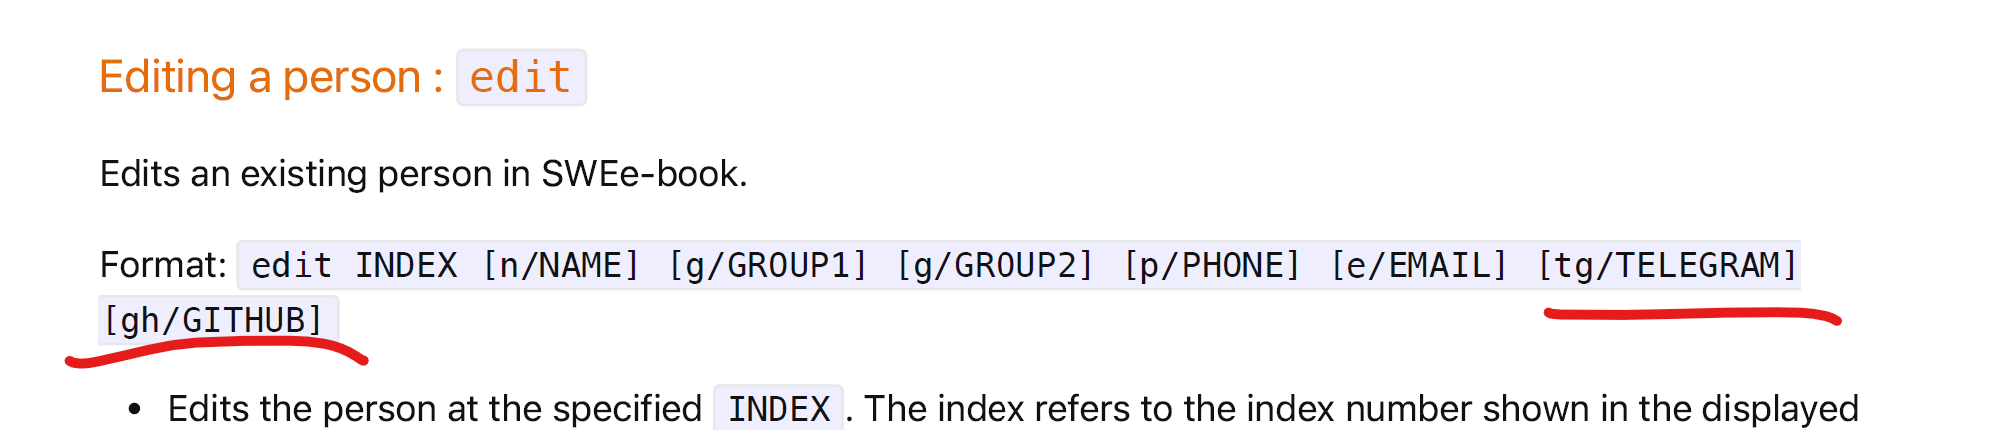 Editing a person : edit
Edits an existing person in SWEe-book.
Format: edit INDEX [n/NAME] [g/GROUP1] [g/GROUP2] [p/PHONE] [e/EMAIL] [tg/TELEGRAM]
[gh/GITHUB]
• Edits the person at the specified INDEX. The index refers to the index number shown in the displayed